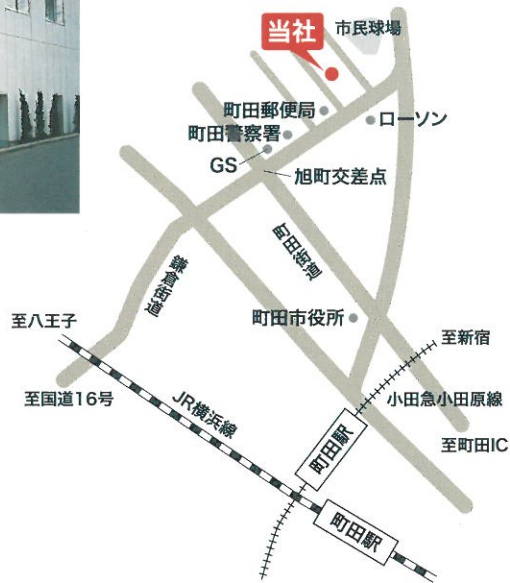 市民球場
当社
町田郵便局
ローソン
町田警察署
GS
旭町交差点
町田街道
鎌倉街道
町田市役所
至八王子
至新宿
至国道16号
JR横浜線
小田急小田原線
至町田IC
町田駅
町田駅